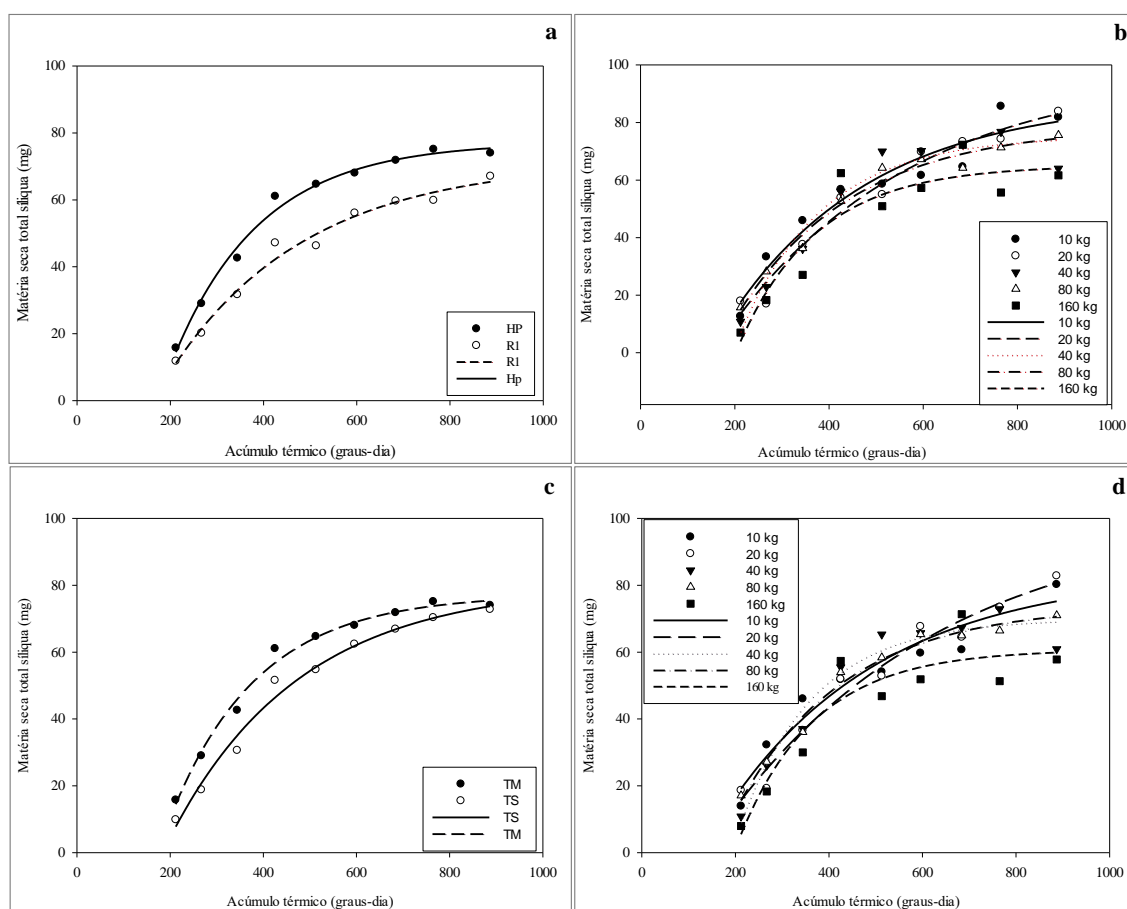 a
Matéria seca total síliqua (mg)
100
80
60
40
20
0
0 200 400 600 800 1000
Acúmulo térmico (graus-dia)
HP
R1
R1
Hp
b
Matéria seca total síliqua (mg)
100
80
60
40
20
0
0 200 400 600 800 1000
Acúmulo térmico (graus-dia)
10 kg
20 kg
40 kg
80 kg
160 kg
10 kg
20 kg
40 kg
80 kg
160 kg
c
Matéria seca total síliqua (mg)
100
80
60
40
20
0
0 200 400 600 800 1000
Acúmulo térmico (graus-dia)
TM
TS
TS
TM
d
Matéria seca total síliqua (mg)
100
80
60
40
20
0
0 200 400 600 800 1000
Acúmulo térmico (graus-dia)
10 kg
20 kg
40 kg
80 kg
160 kg
10 kg
20 kg
40 kg
80 kg
160 kg